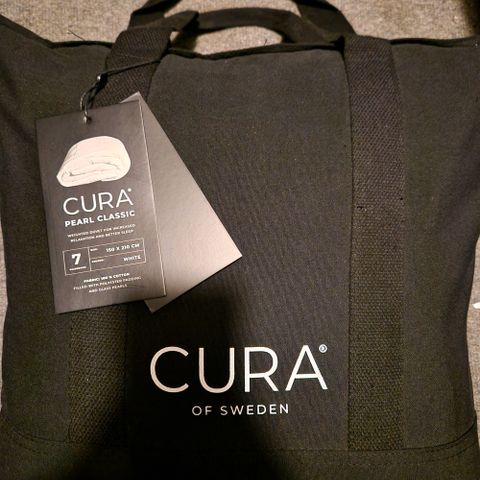 CURA®
PEARL CLASSIC
WEIGHTED DUVET FOR INCREASED
RELAXATION AND BETTER SLEEP
7
150 X 210 CM
WHITE
FABRIC: 100 % COTTON
FILLED WITH POLYESTER PADDING
AND GLASS PEARLS
CURA®
OF SWEDEN